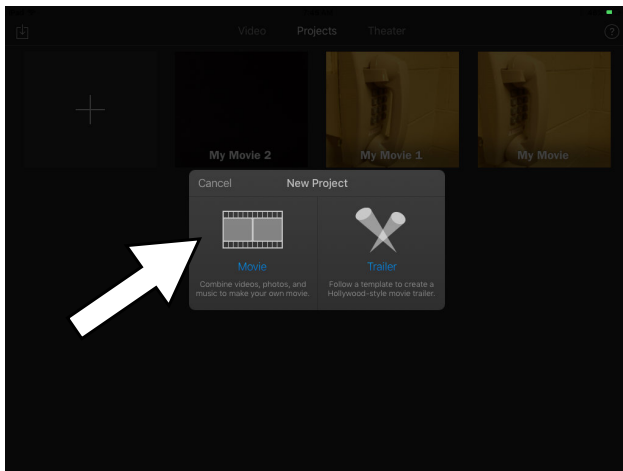 Video Projects Theater
?
My Movie 2 My Movie 1 My Movie
Cancel New Project
Movie Trailer
Combine videos, photos, and
music to make your own movie.
Follow a template to create a
Hollywood-style movie trailer.